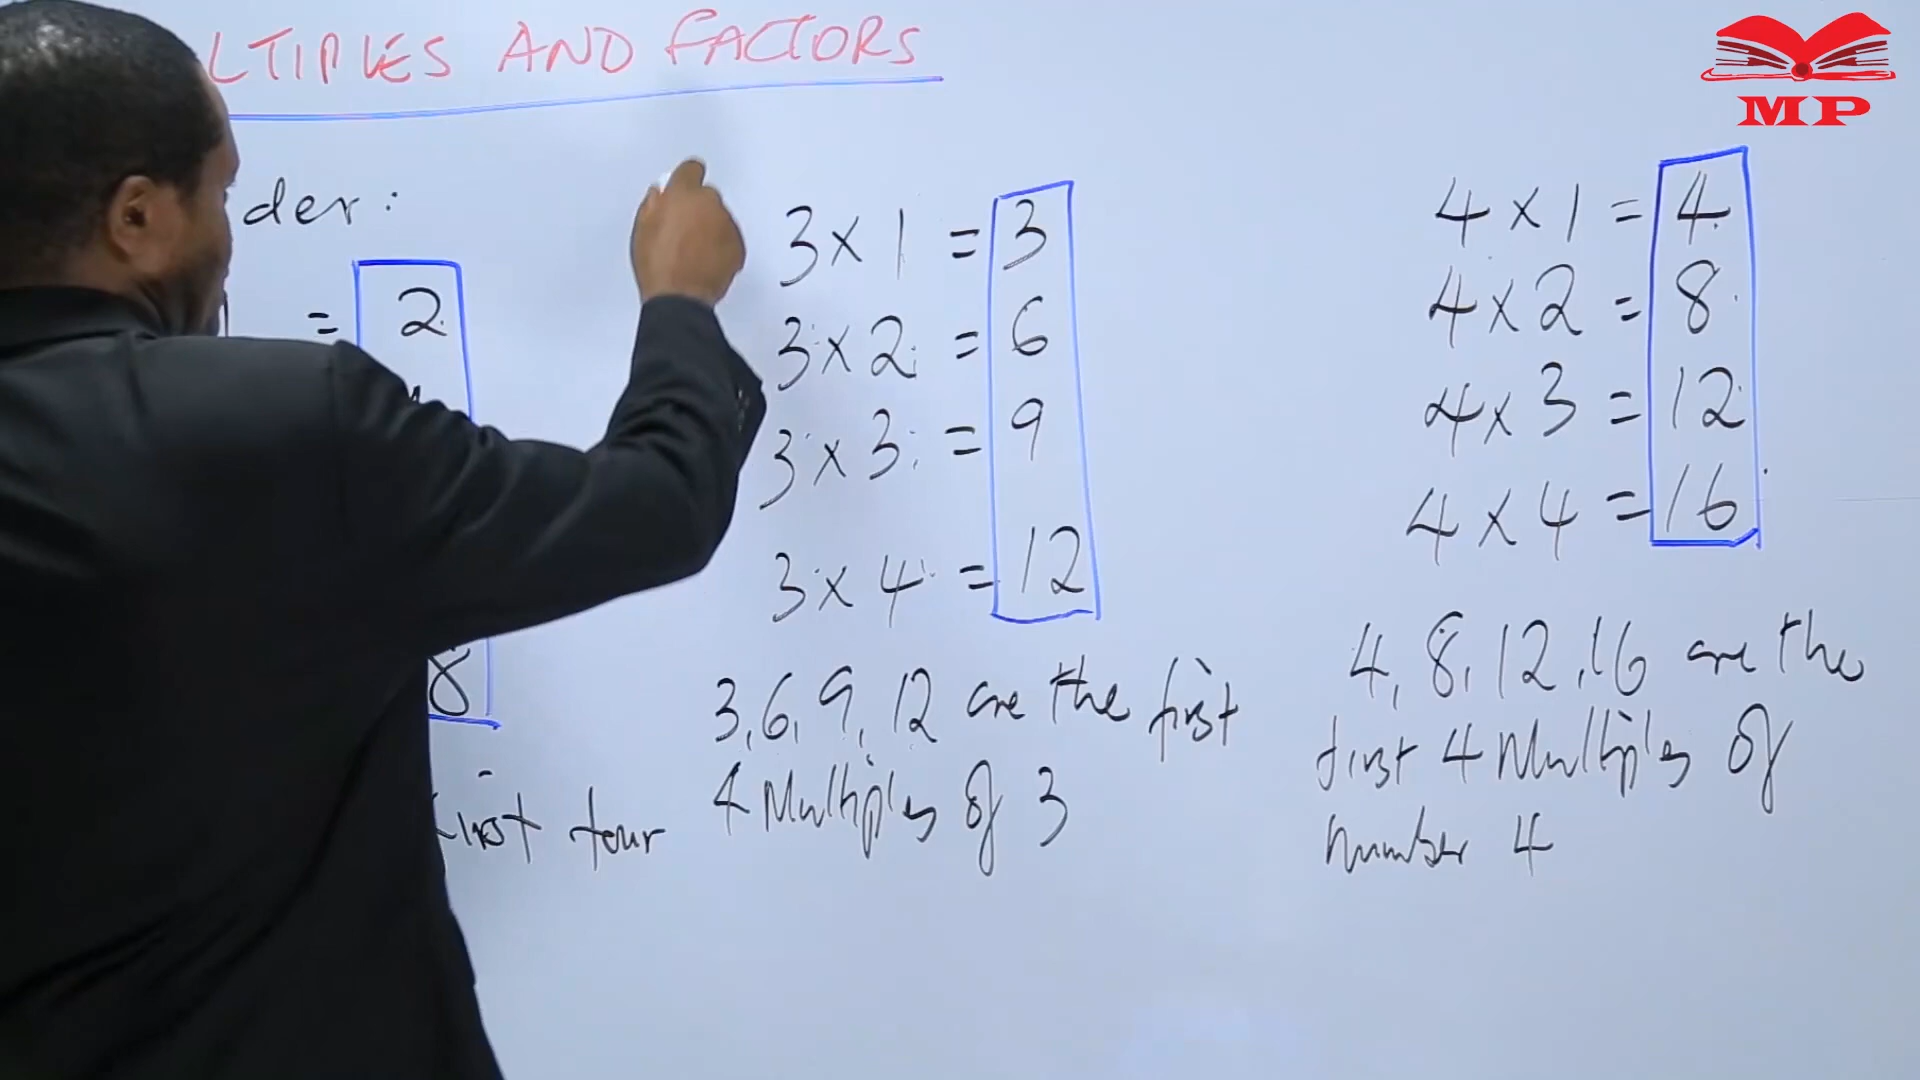 LTIPLES AND FACTORS
MP
der:
= 2
8
first four
3 x 1 = 3
3 x 2 = 6
3 x 3 = 9
3 x 4 = 12
3, 6, 9, 12 are the first
4 Multiples of 3
4 x 1 = 4
4 x 2 = 8
4 x 3 = 12
4 x 4 = 16
4, 8, 12, 16 are the
first 4 Multiples of
number 4